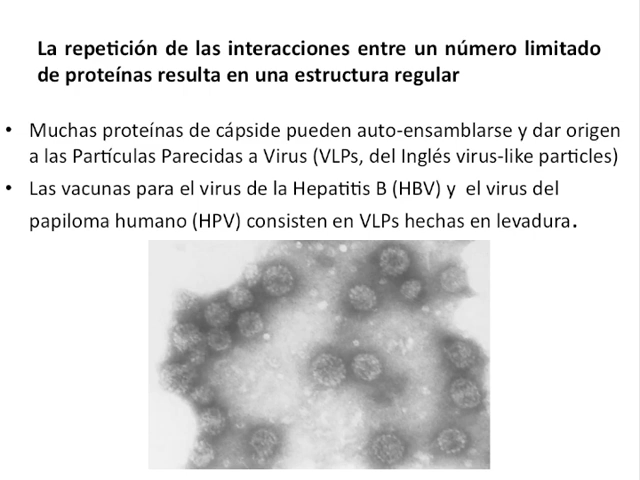 La repetición de las interacciones entre un número limitado
de proteínas resulta en una estructura regular
• Muchas proteínas de cápside pueden auto-ensamblarse y dar origen
a las Partículas Parecidas a Virus (VLPs, del Inglés virus-like particles)
• Las vacunas para el virus de la Hepatitis B (HBV) y el virus del
papiloma humano (HPV) consisten en VLPs hechas en levadura.